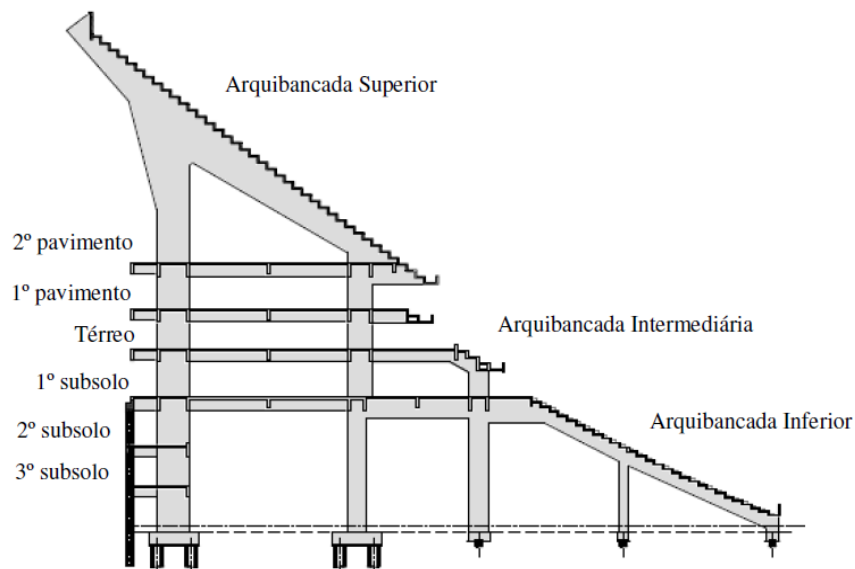 Arquibancada Superior
2º pavimento
1º pavimento
Térreo
Arquibancada Intermediária
1º subsolo
2º subsolo
Arquibancada Inferior
3º subsolo